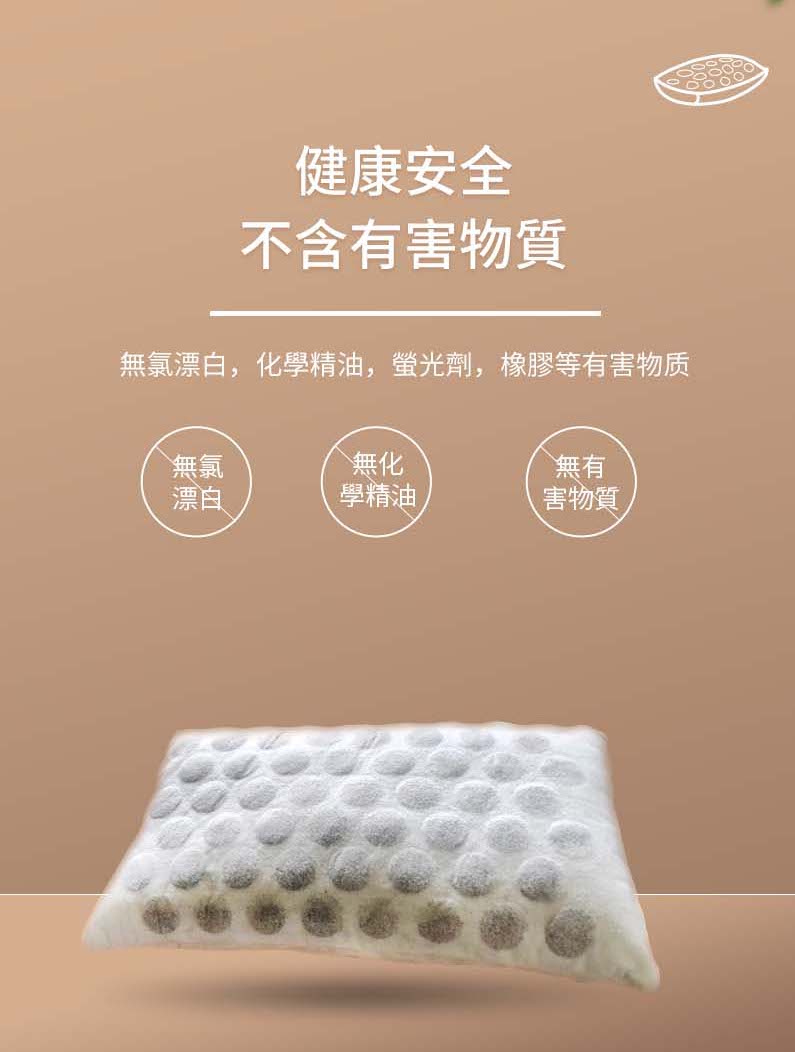 健康安全
不含有害物質
無氯漂白，化學精油，螢光劑，橡膠等有害物质
無氯
漂白
無化
學精油
無有
害物質